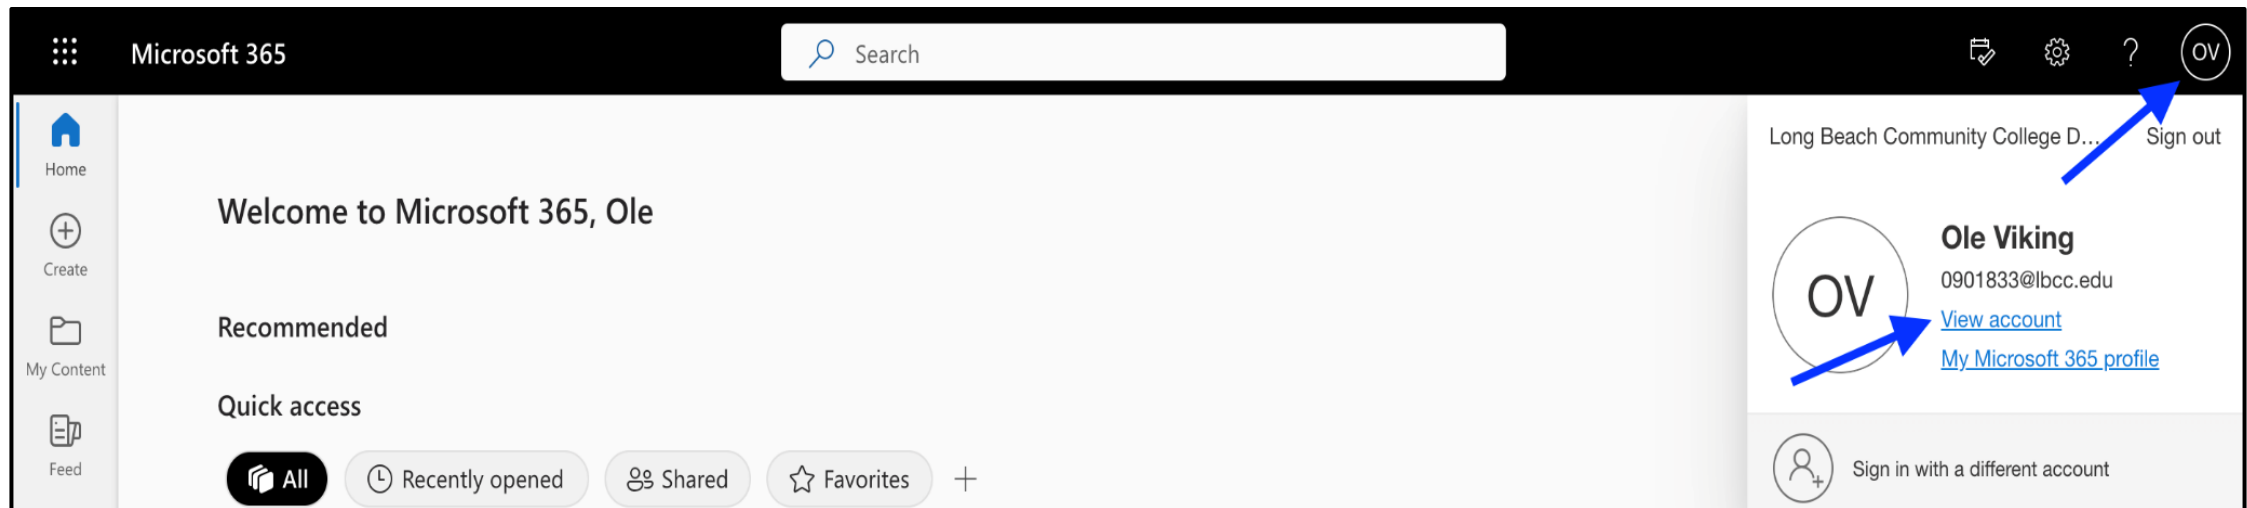 Microsoft 365
Search
?
OV
Home
Create
My Content
Feed
Welcome to Microsoft 365, Ole
Recommended
Quick access
All
Recently opened
Shared
Favorites
Long Beach Community College D...
Sign out
OV
Ole Viking
0901833@lbcc.edu
View account
My Microsoft 365 profile
Sign in with a different account